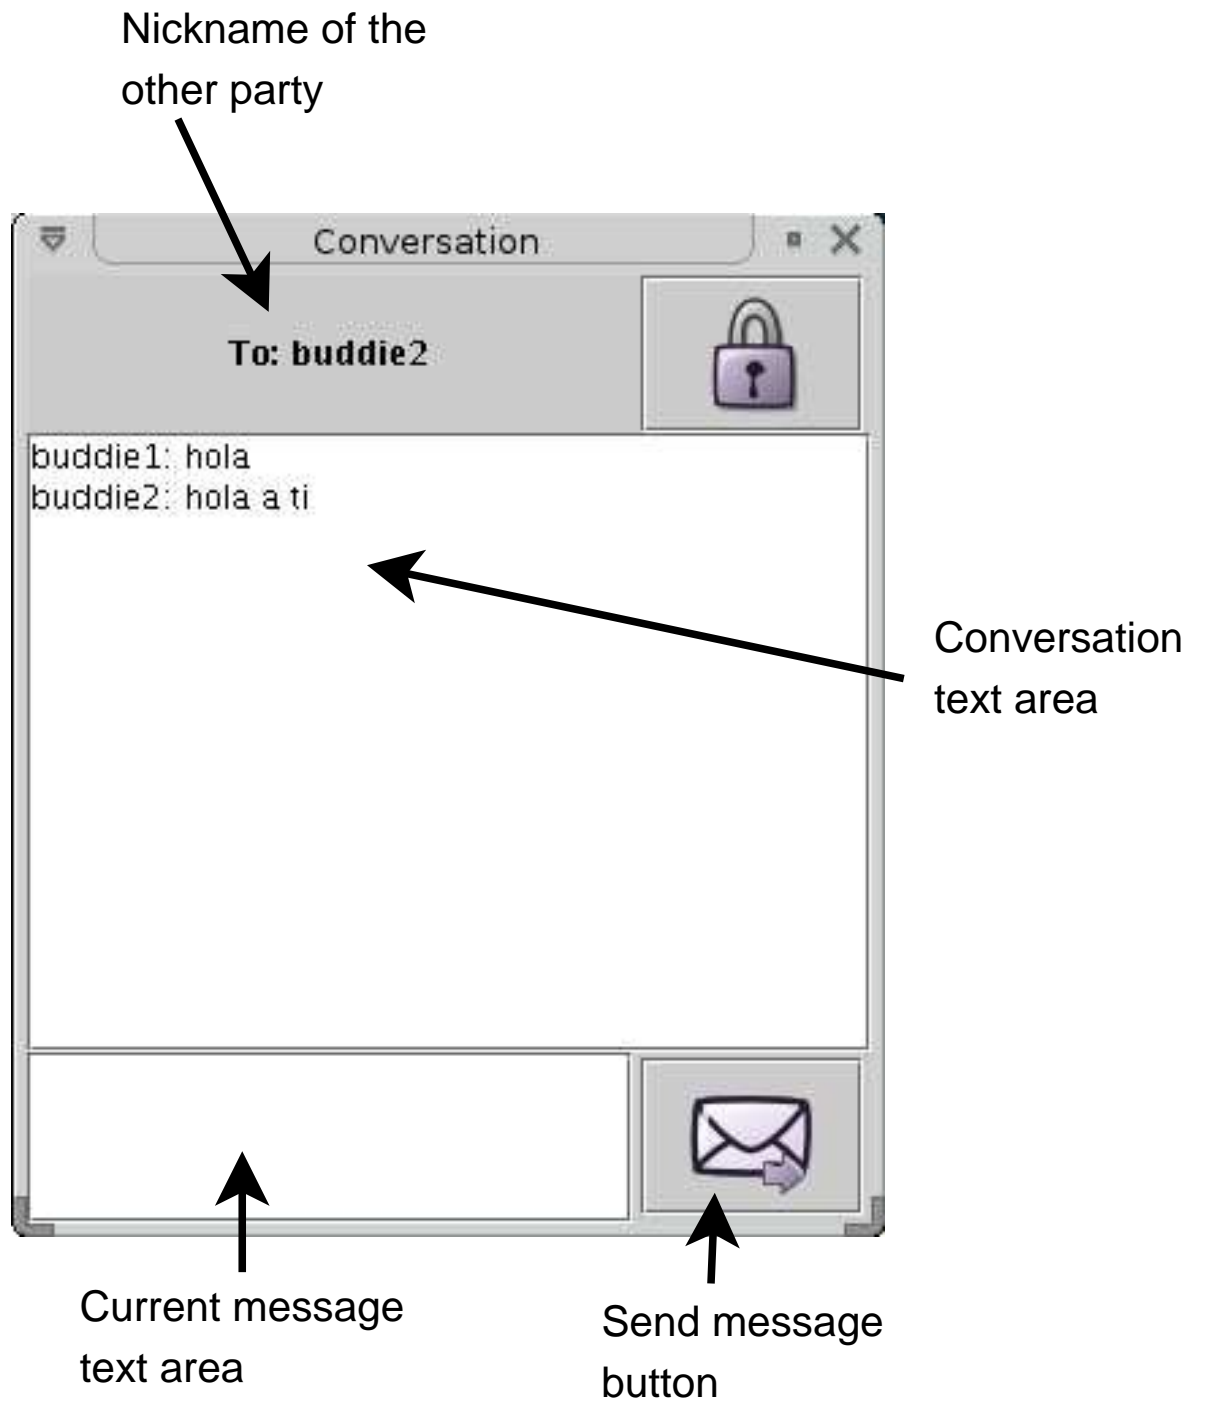 Nickname of the
other party
Conversation
To: buddie2
buddie1: hola
buddie2: hola a ti
Conversation
text area
Current message
text area
Send message
button